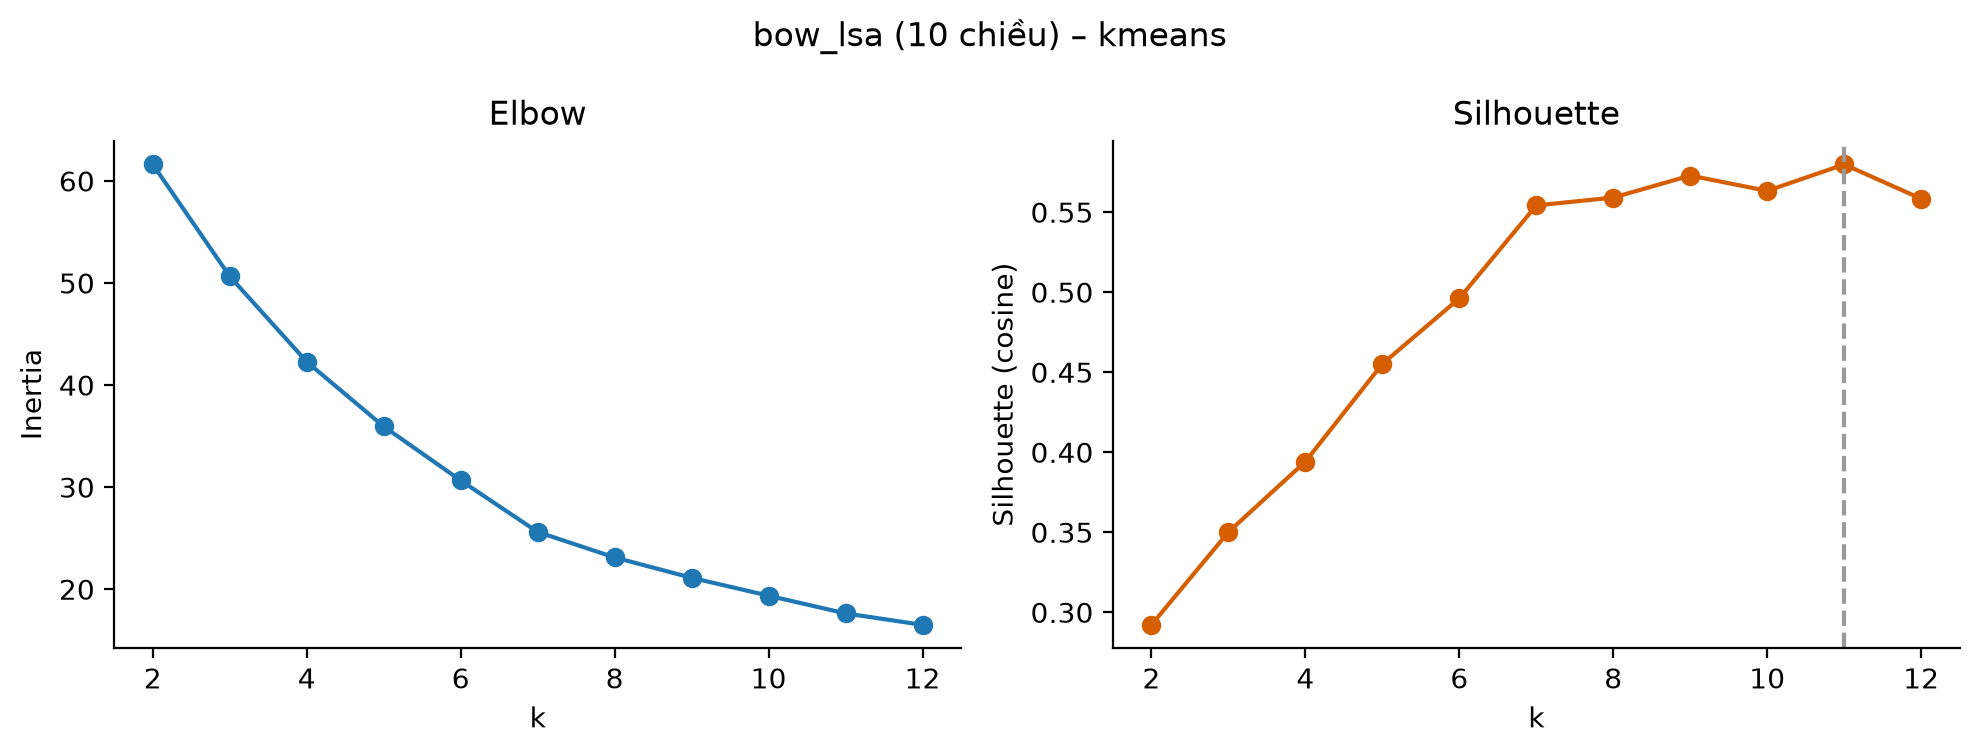 bow_lsa (10 chiều) – kmeans
Elbow
Inertia
60
50
40
30
20
2 4 6 8 10 12
k
Silhouette
Silhouette (cosine)
0.55
0.50
0.45
0.40
0.35
0.30
2 4 6 8 10 12
k